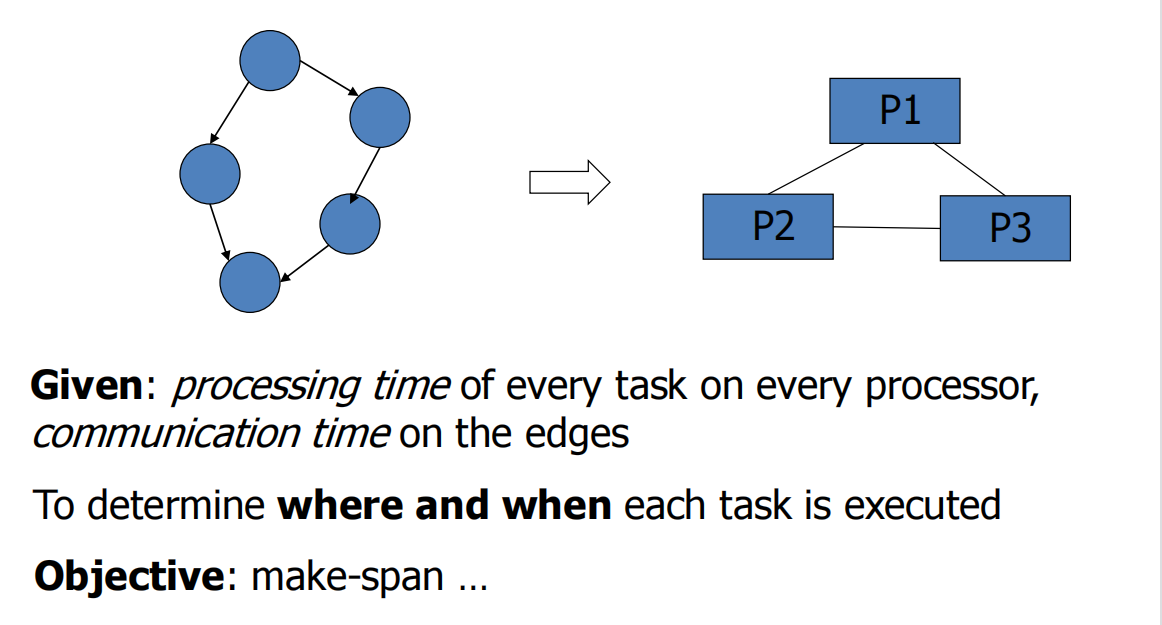 P1
P2
P3
Given: processing time of every task on every processor,
communication time on the edges
To determine where and when each task is executed
Objective: make-span ...